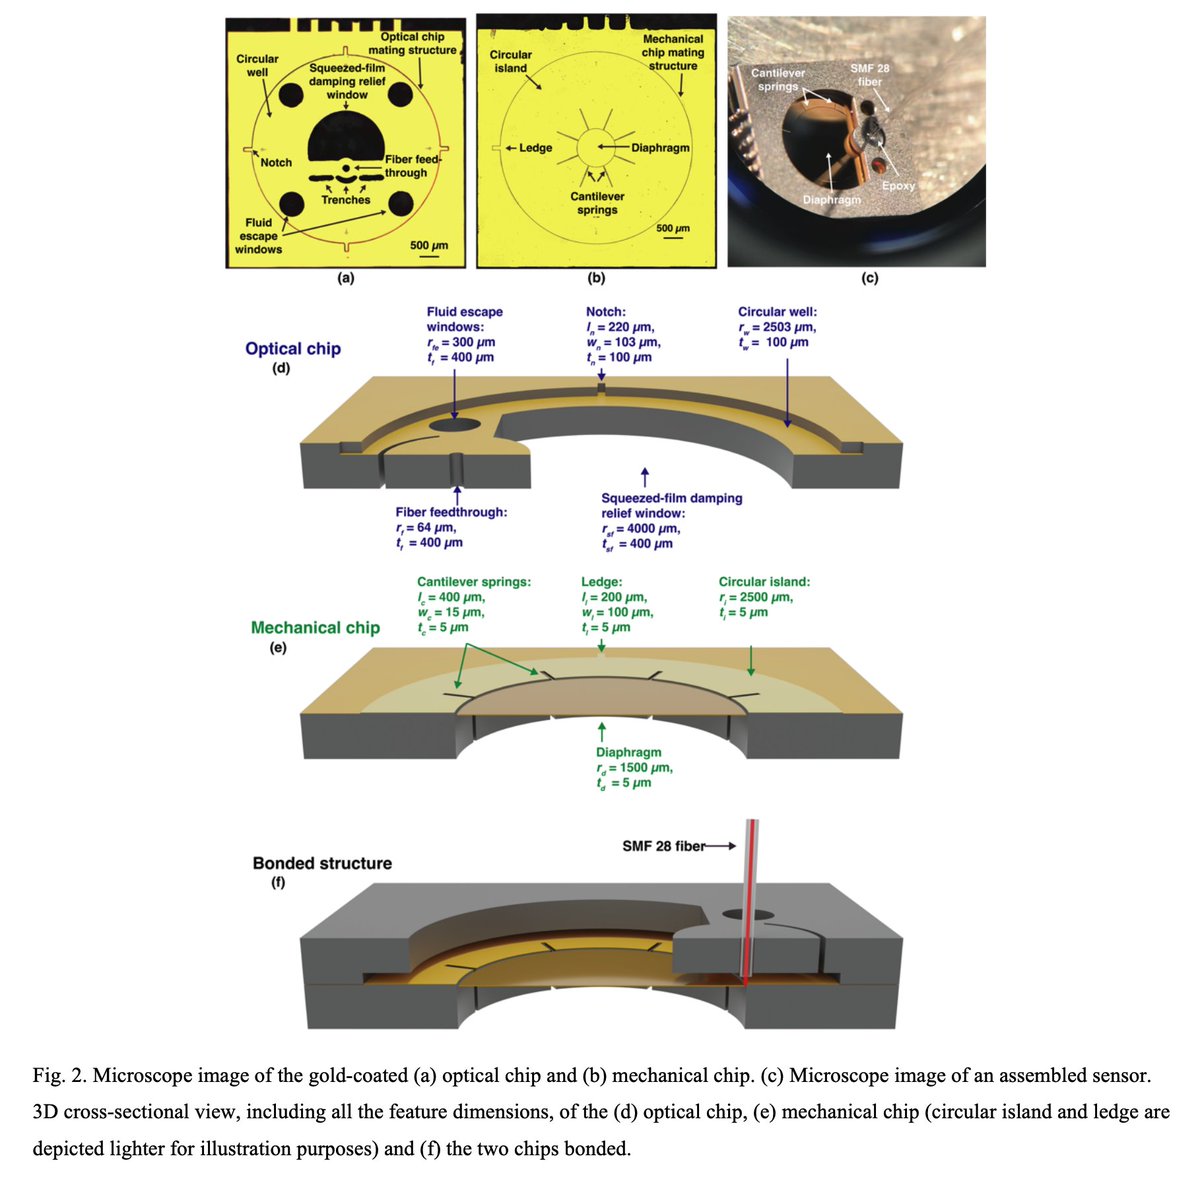 Optical chip
mating structure
Circular
well
Squeezed-film
damping relief
window
Notch
Fiber feed-
through
Trenches
Fluid
escape
windows
500 µm
(a)
Circular
island
Mechanical
chip mating
structure
Ledge
Diaphragm
Cantilever
springs
500 µm
(b)
Cantilever
springs
SMF 28
fiber
Epoxy
Diaphragm
(c)
Optical chip
(d)
Fluid escape
windows:
r_fe = 300 µm
t_f = 400 µm
Notch:
l_n = 220 µm,
w_n = 103 µm,
t_n = 100 µm
Circular well:
r_w = 2503 µm,
t_w = 100 µm
Fiber feedthrough:
r_f = 64 µm,
t_f = 400 µm
Squeezed-film damping
relief window:
r_sf = 4000 µm,
t_sf = 400 µm
Mechanical chip
(e)
Cantilever springs:
l_c = 400 µm,
w_c = 15 µm,
t_c = 5 µm
Ledge:
l_l = 200 µm,
w_l = 100 µm,
t_l = 5 µm
Circular island:
r_i = 2500 µm,
t_i = 5 µm
Diaphragm
r_d = 1500 µm,
t_d = 5 µm
Bonded structure
(f)
SMF 28 fiber
Fig. 2. Microscope image of the gold-coated (a) optical chip and (b) mechanical chip. (c) Microscope image of an assembled sensor.
3D cross-sectional view, including all the feature dimensions, of the (d) optical chip, (e) mechanical chip (circular island and ledge are
depicted lighter for illustration purposes) and (f) the two chips bonded.